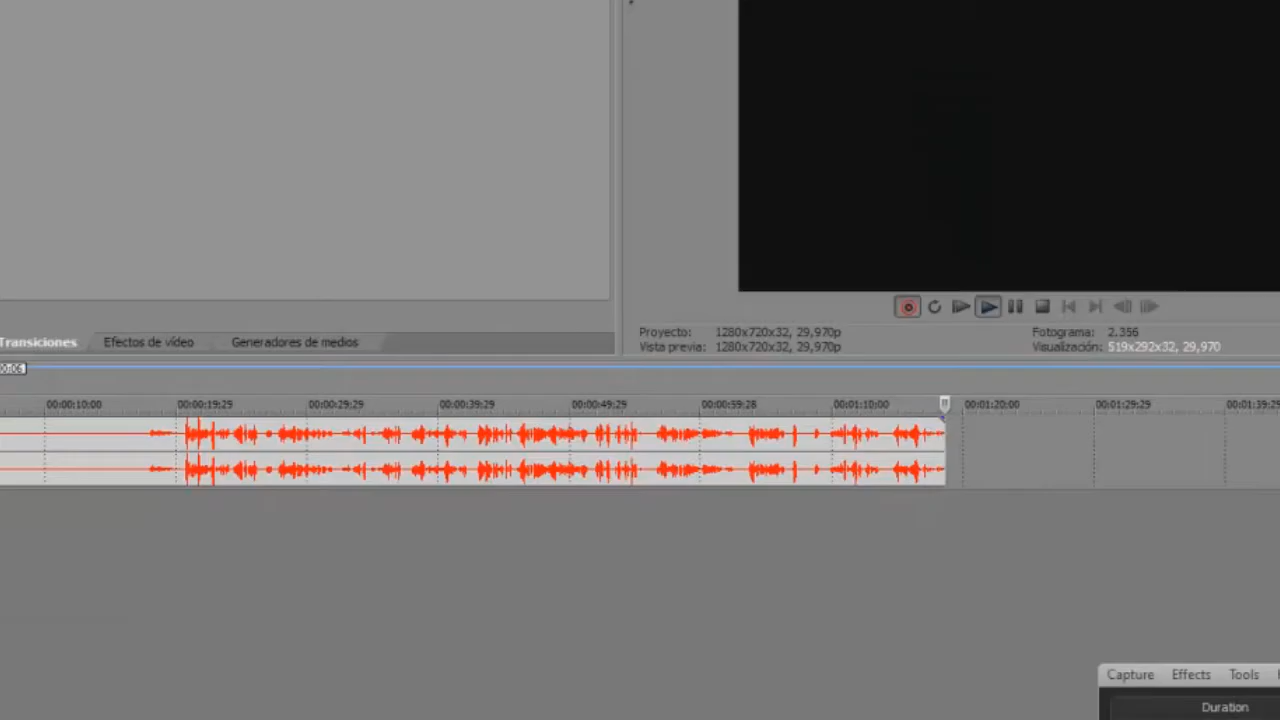 Transiciones Efectos de vídeo Generadores de medios
Proyecto: 1280x720x32, 29,970p Fotograma: 2.356
Vista previa: 1280x720x32, 29,970p Visualización: 519x292x32, 29,970
00:06
00:00:10:00 00:00:19:29 00:00:29:29 00:00:39:29 00:00:49:29 00:00:59:28 00:01:10:00 00:01:20:00 00:01:29:29 00:01:39:29
Capture Effects Tools
Duration